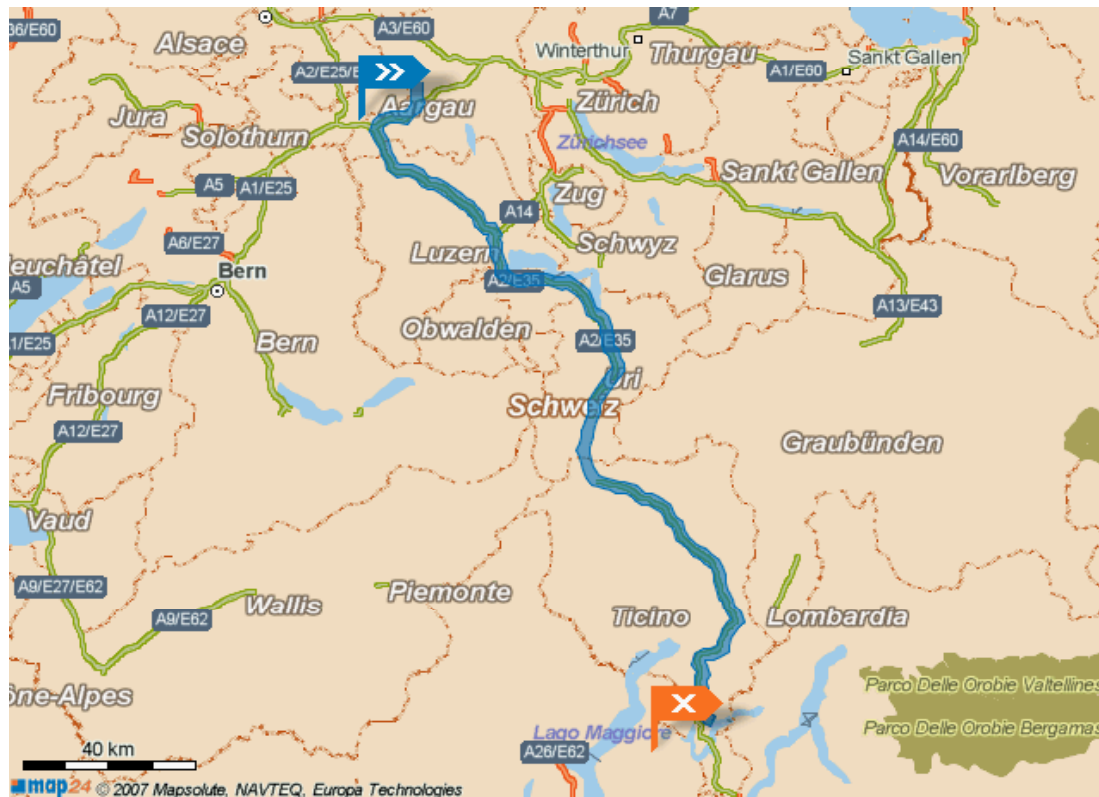 36/E60
Alsace
A3/E60
A7
Winterthur
Thurgau
Sankt Gallen
A1/E60
A2/E25/E
Aargau
Zürich
Jura
Solothurn
Zürichsee
A14/E60
A5
A1/E25
Sankt Gallen
Vorarlberg
Zug
A14
A6/E27
Luzern
Schwyz
euchâtel
Bern
Glarus
A5
A2/E35
A13/E43
A12/E27
Obwalden
A2/E35
1/E25
Bern
Uri
Fribourg
Schweiz
A12/E27
Graubünden
Vaud
A9/E27/E62
Piemonte
Wallis
A9/E62
Ticino
Lombardia
ône-Alpes
Parco Delle Orobie Valtellines
Lago Maggiore
Parco Delle Orobie Bergamas
40 km
A26/E62
map24 © 2007 Mapsolute, NAVTEQ, Europa Technologies